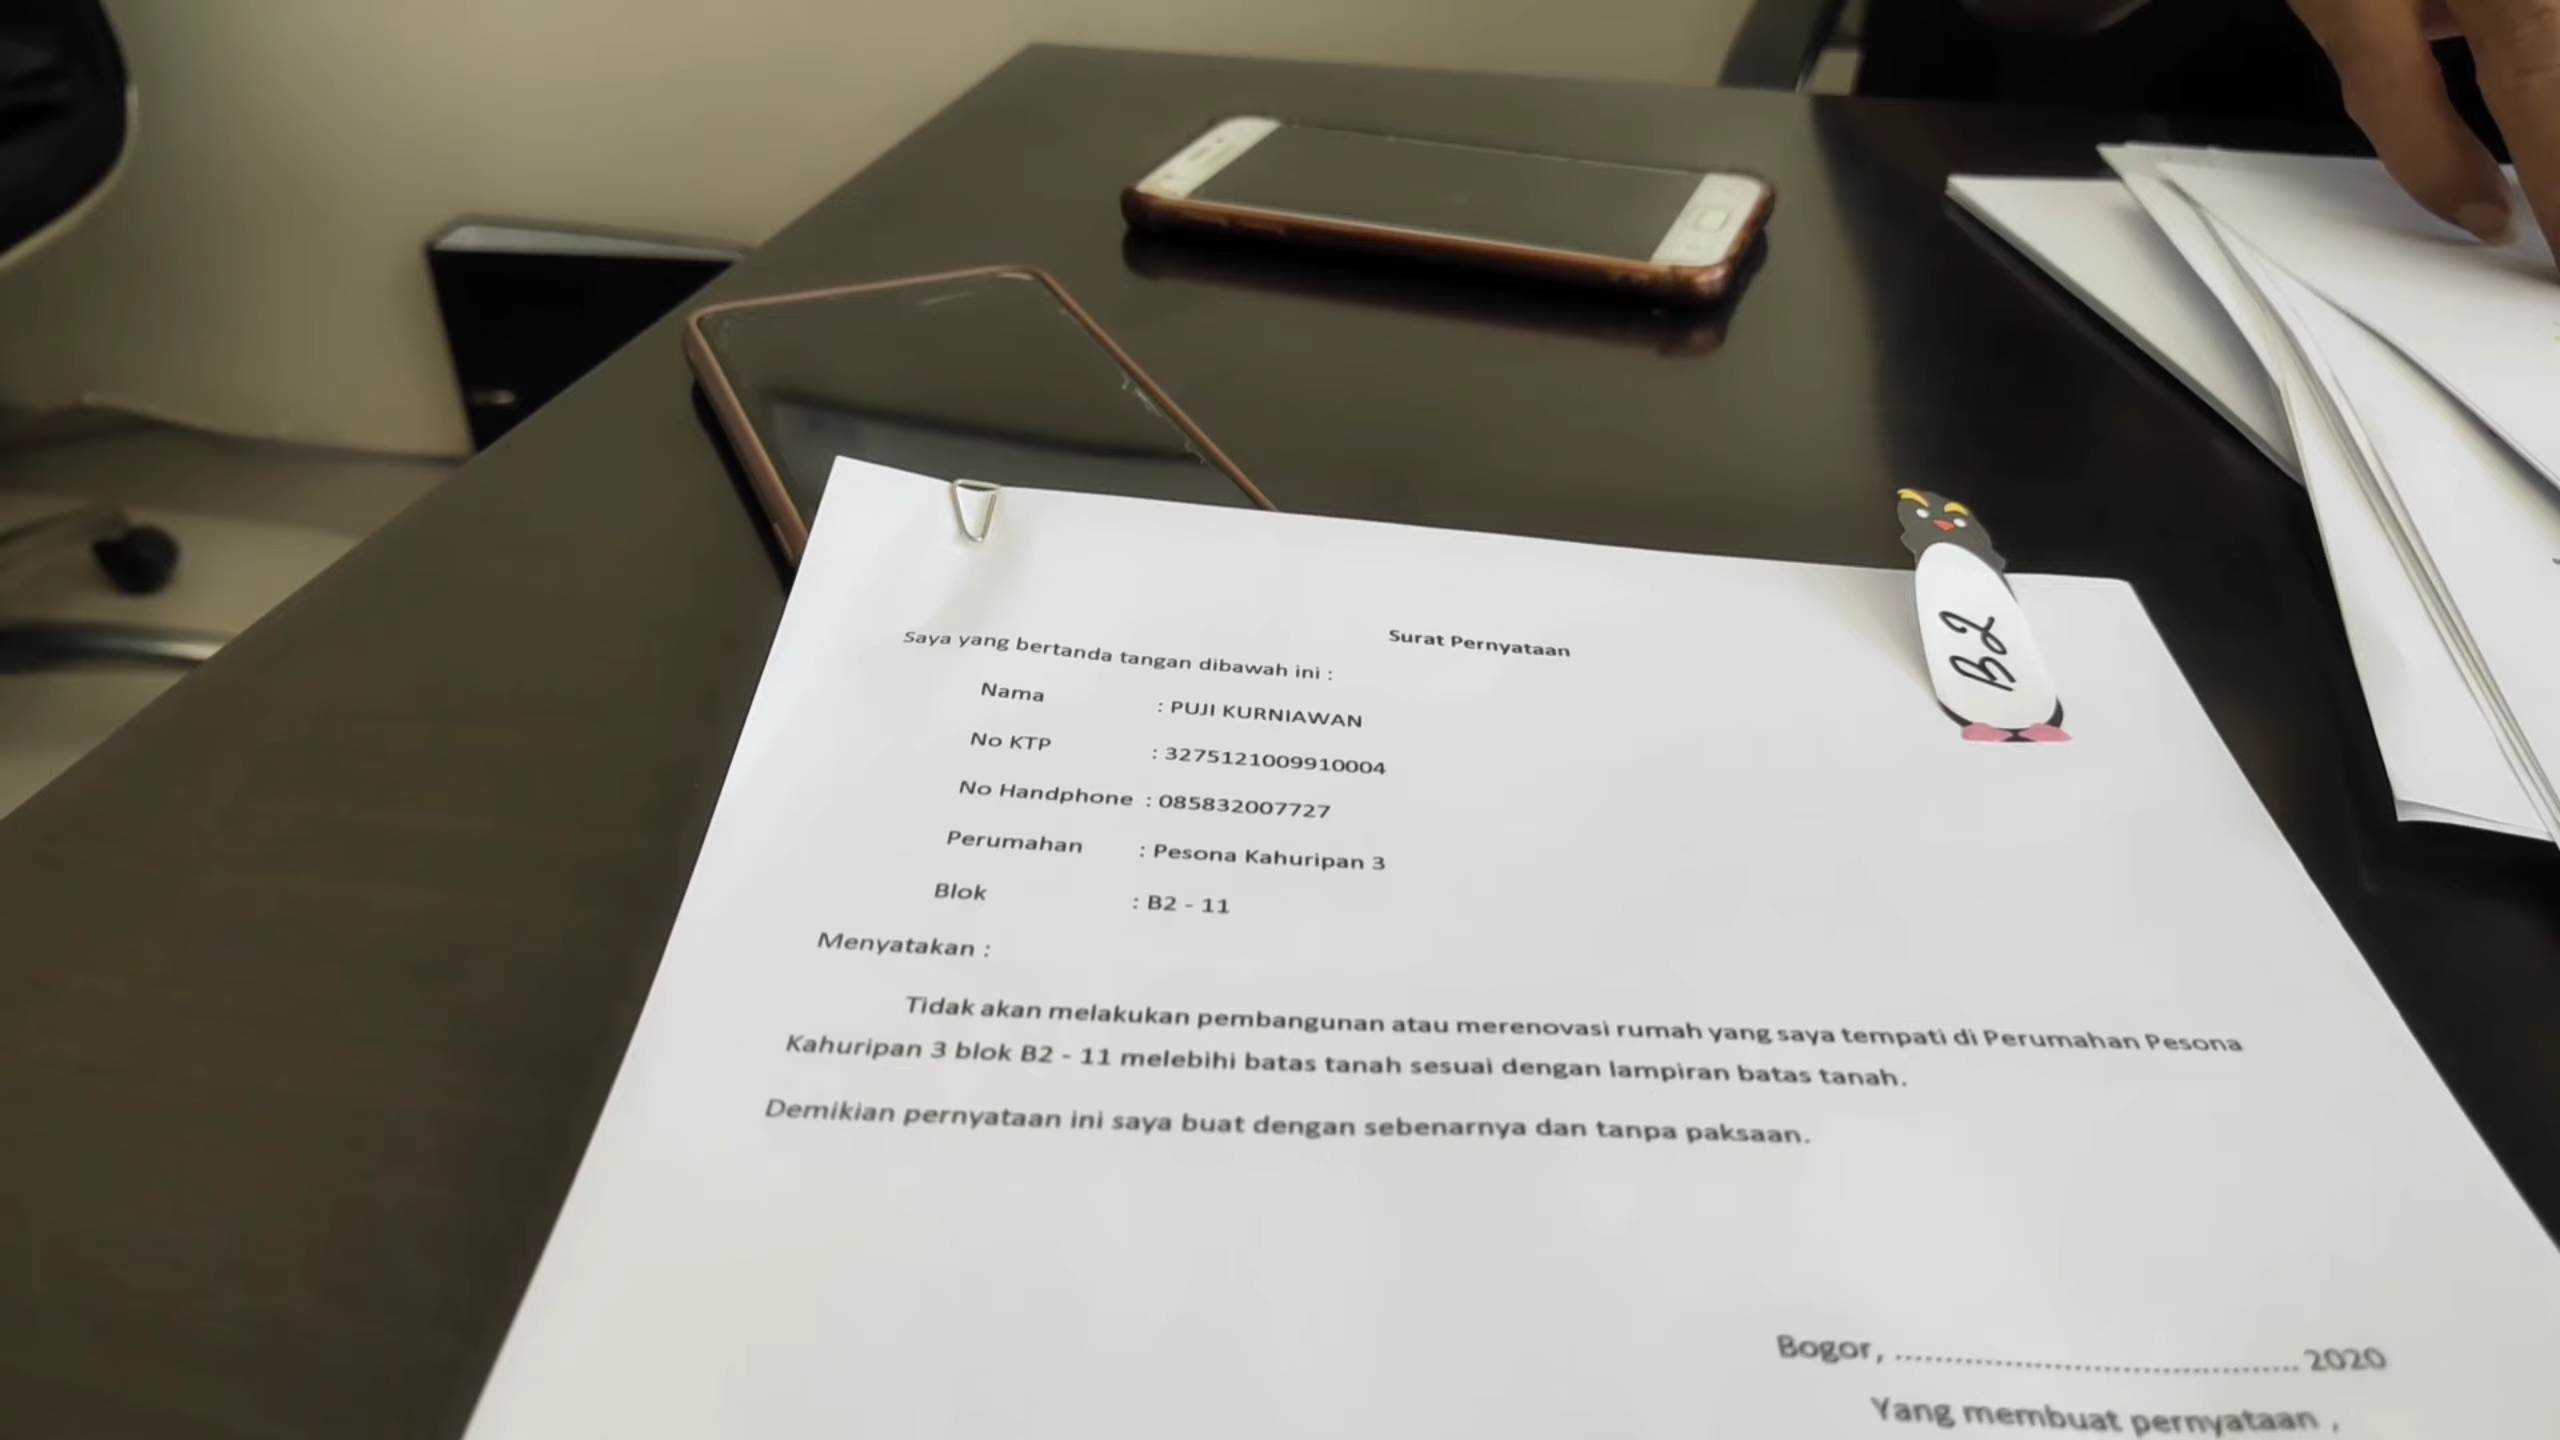 Surat Pernyataan
Saya yang bertanda tangan dibawah ini :
Nama : PUJI KURNIAWAN
No KTP : 3275121009910004
No Handphone : 085832007727
Perumahan : Pesona Kahuripan 3
Blok : B2 - 11
Menyatakan :
Tidak akan melakukan pembangunan atau merenovasi rumah yang saya tempati di Perumahan Pesona
Kahuripan 3 blok B2 - 11 melebihi batas tanah sesuai dengan lampiran batas tanah.
Demikian pernyataan ini saya buat dengan sebenarnya dan tanpa paksaan.
Bogor, .................................................. 2020
Yang membuat pernyataan ,
B2